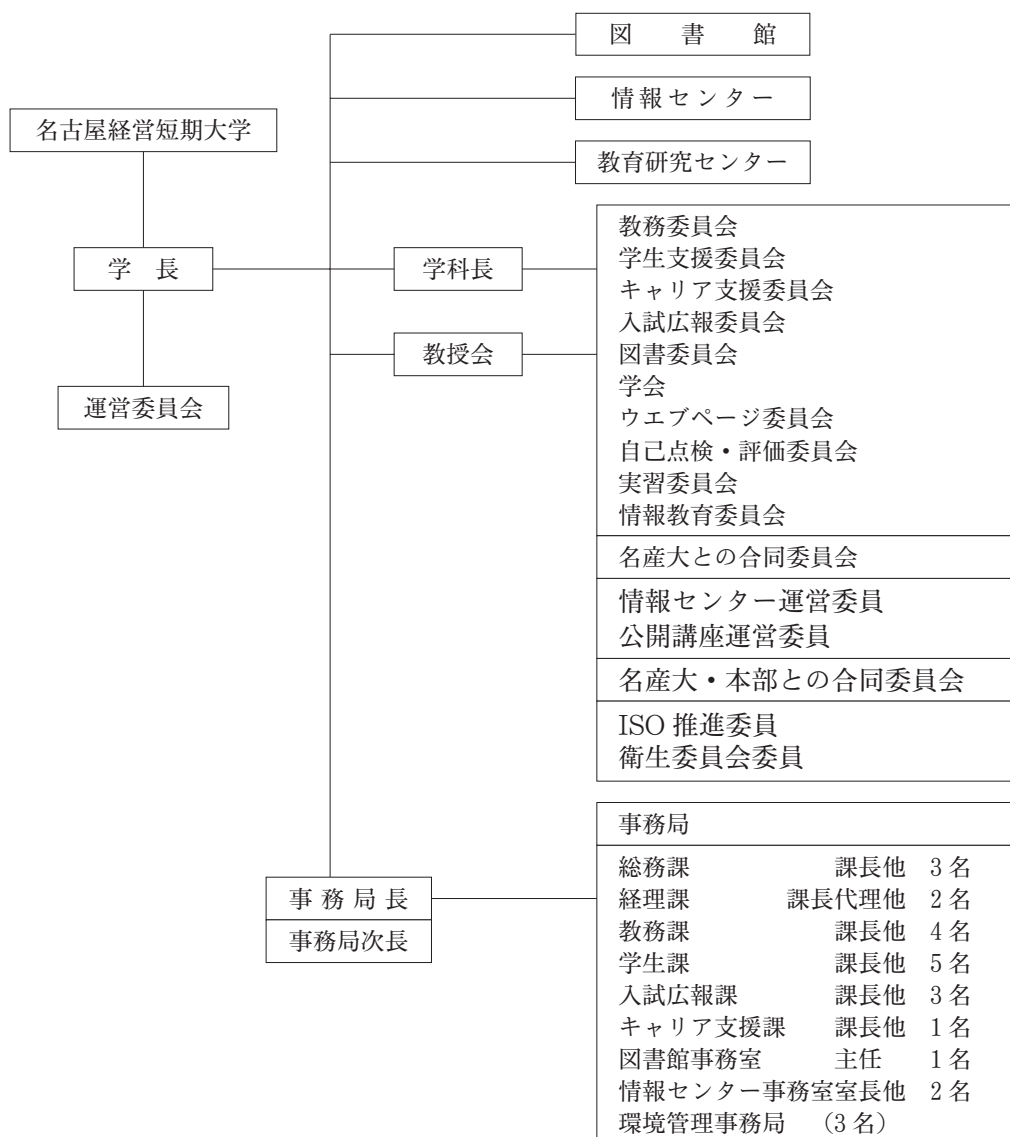 図書館
情報センター
教育研究センター
名古屋経営短期大学
学長
運営委員会
学科長
教授会
教務委員会
学生支援委員会
キャリア支援委員会
入試広報委員会
図書委員会
学会
ウエブページ委員会
自己点検・評価委員会
実習委員会
情報教育委員会
名産大との合同委員会
情報センター運営委員
公開講座運営委員
名産大・本部との合同委員会
ISO 推進委員
衛生委員会委員
事務局長
事務局次長
事務局
総務課 課長他 3名
経理課 課長代理他 2名
教務課 課長他 4名
学生課 課長他 5名
入試広報課 課長他 3名
キャリア支援課 課長他 1名
図書館事務室 主任 1名
情報センター事務室室長他 2名
環境管理事務局 （3名）